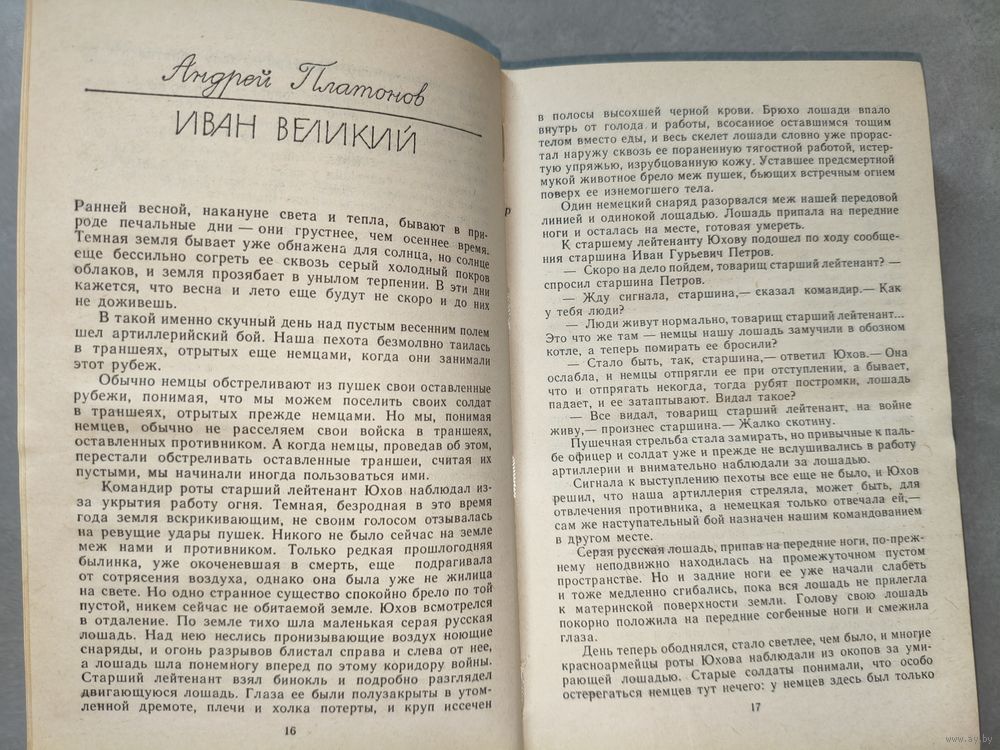 Андрей Платонов
ИВАН ВЕЛИКИЙ
Ранней весной, накануне света и тепла, бывают в при-
роде печальные дни — они грустнее, чем осеннее время.
Темная земля бывает уже обнажена для солнца, но солнце
еще бессильно согреть ее сквозь серый холодный покров
облаков, и земля прозябает в унылом терпении. В эти дни
кажется, что весна и лето еще будут не скоро и до них
не доживешь.
В такой именно скучный день над пустым весенним полем
шел артиллерийский бой. Наша пехота безмолвно таилась
в траншеях, отрытых еще немцами, когда они занимали
этот рубеж.
Обычно немцы обстреливают из пушек свои оставленные
рубежи, понимая, что мы можем поселить своих солдат
в траншеях, отрытых прежде немцами. Но мы, понимая
немцев, обычно не расселяем свои войска в траншеях,
оставленных противником. А когда немцы, проведав об этом,
перестали обстреливать оставленные траншеи, считая их
пустыми, мы начинали иногда пользоваться ими.
Командир роты старший лейтенант Юхов наблюдал из-
за укрытия работу огня. Темная, безродная в это время
года земля вскрикивающим, не своим голосом отзывалась
на ревущие удары пушек. Никого не было сейчас на земле
меж нами и противником. Только редкая прошлогодняя
былинка, уже окоченевшая в смерть, еще подрагивала
от сотрясения воздуха, однако она была уже не жилица
на свете. Но одно странное существо спокойно брело по той
пустой, никем сейчас не обитаемой земле. Юхов всмотрелся
в отдаление. По земле тихо шла маленькая серая русская
лошадь. Над нею неслись пронизывающие воздух ноющие
снаряды, и огонь разрывов блистал справа и слева от нее,
а лошадь шла понемногу вперед по этому коридору войны.
Старший лейтенант взял бинокль и подробно разглядел
двигающуюся лошадь. Глаза ее были полузакрыты в утом-
ленной дремоте, плечи и холка потерты, и круп иссечен
16
в полосы высохшей черной крови. Брюхо лошади впало
внутрь от голода и работы, всосанное оставшимся тощим
телом вместо еды, и весь скелет лошади словно уже прорас-
тал наружу сквозь ее пораненную тягостной работой, истер-
тую упряжью, изрубцованную кожу. Уставшее предсмертной
мукой животное брело меж пушек, бьющих встречным огнем
поверх ее изнемогшего тела.
Один немецкий снаряд разорвался меж нашей передовой
линией и одинокой лошадью. Лошадь припала на передние
ноги и осталась на месте, готовая умереть.
К старшему лейтенанту Юхову подошел по ходу сообще-
ния старшина Иван Гурьевич Петров.
— Скоро на дело пойдем, товарищ старший лейтенант? —
спросил старшина Петров.
— Жду сигнала, старшина,— сказал командир.— Как
у тебя люди?
— Люди живут нормально, товарищ старший лейтенант...
Это что же там — немцы нашу лошадь замучили в обозном
котле, а теперь помирать ее бросили?
— Стало быть, так, старшина,— ответил Юхов.— Она
ослабла, и немцы отпрягли ее при отступлении, а бывает,
что и отпрягать некогда, тогда рубят постромки, лошадь
падает, и ее затаптывают. Видал такое?
— Все видал, товарищ старший лейтенант, на войне
живу,— произнес старшина.— Жалко скотину.
Пушечная стрельба стала замирать, но привычные к паль-
бе офицер и солдат уже и прежде не вслушивались в работу
артиллерии и внимательно наблюдали за лошадью.
Сигнала к выступлению пехоты все еще не было, и Юхов
решил, что наша артиллерия стреляла, может быть, для
отвлечения противника, а немецкая только отвечала ей,—
сам же наступательный бой назначен нашим командованием
в другом месте.
Серая русская лошадь, припав на передние ноги, по-преж-
нему неподвижно находилась на промежуточном пустом
пространстве. Но и задние ноги ее уже начали слабеть
и тоже медленно сгибались, пока вся лошадь не прилегла
к материнской поверхности земли. Голову свою лошадь
покорно положила на передние согбенные ноги и смежила
глаза.
День теперь ободнялся, стало светлее, чем было, и многие
красноармейцы роты Юхова наблюдали из окопов за уми-
рающей лошадью. Старые солдаты понимали, что особо
остерегаться немцев тут нечего: у немцев здесь был только
17
www.ay.by